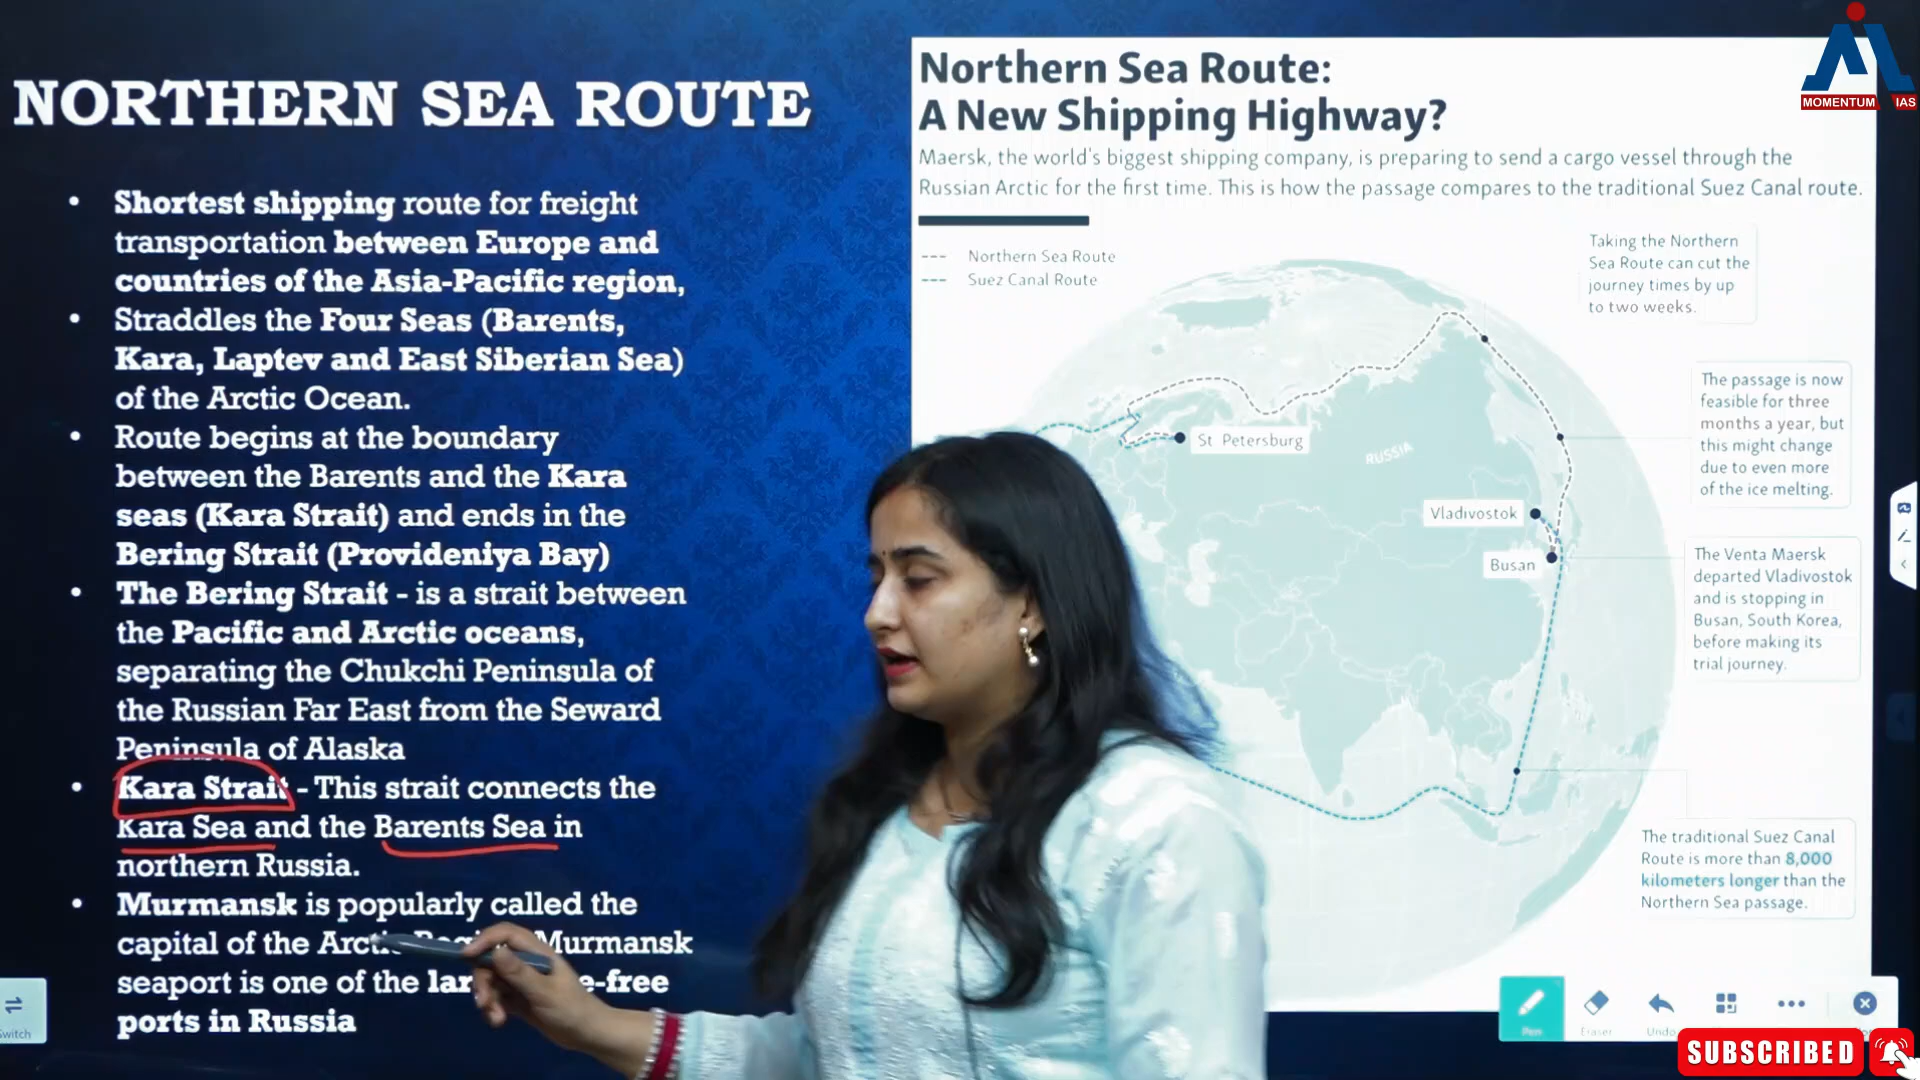 NORTHERN SEA ROUTE
• Shortest shipping route for freight
transportation between Europe and
countries of the Asia-Pacific region,
• Straddles the Four Seas (Barents,
Kara, Laptev and East Siberian Sea)
of the Arctic Ocean.
• Route begins at the boundary
between the Barents and the Kara
seas (Kara Strait) and ends in the
Bering Strait (Provideniya Bay)
• The Bering Strait - is a strait between
the Pacific and Arctic oceans,
separating the Chukchi Peninsula of
the Russian Far East from the Seward
Peninsula of Alaska
• Kara Strait - This strait connects the
Kara Sea and the Barents Sea in
northern Russia.
• Murmansk is popularly called the
capital of the Murmansk
seaport is one of the
ports in Russia
Northern Sea Route:
A New Shipping Highway?
Maersk, the world's biggest shipping company, is preparing to send a cargo vessel through the
Russian Arctic for the first time. This is how the passage compares to the traditional Suez Canal route.
Northern Sea Route
Suez Canal Route
Taking the Northern
Sea Route can cut the
journey times by up
to two weeks.
The passage is now
feasible for three
months a year, but
this might change
due to even more
of the ice melting.
St Petersburg
RUSSIA
Vladivostok
Busan
The Venta Maersk
departed Vladivostok
and is stopping in
Busan, South Korea,
before making its
trial journey.
The traditional Suez Canal
Route is more than 8,000
kilometers longer than the
Northern Sea passage.
MOMENTUM IAS
Switch
Pen
Eraser
Undo
SUBSCRIBED